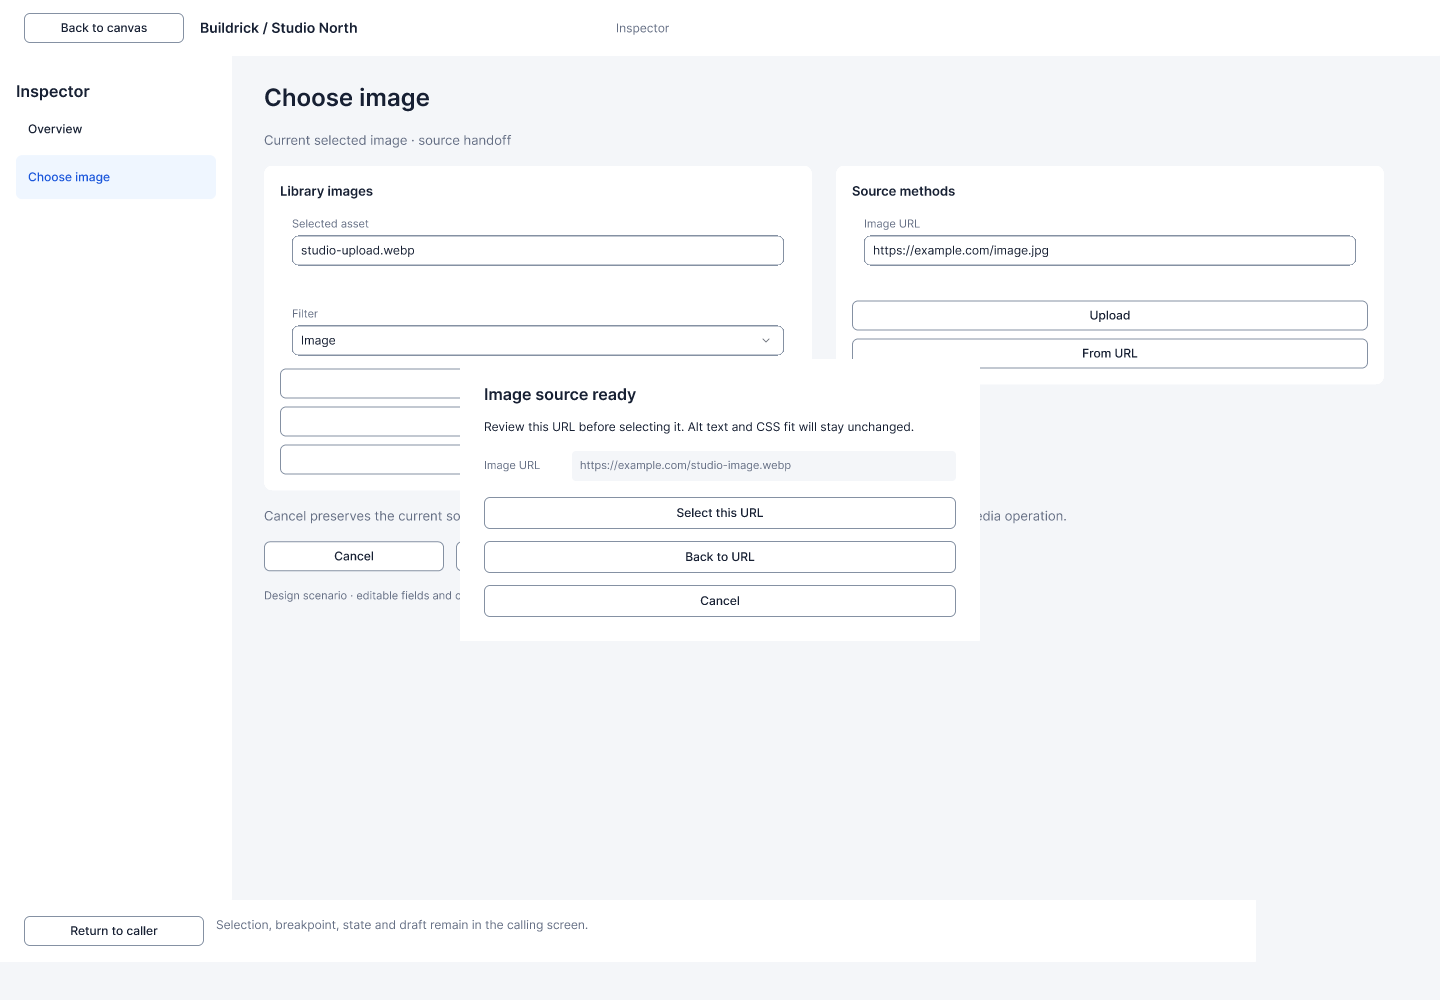 Back to canvas
Buildrick / Studio North
Inspector
Inspector
Overview
Choose image
Choose image
Current selected image · source handoff
Library images
Selected asset
studio-upload.webp
Filter
Image
Source methods
Image URL
https://example.com/image.jpg
Upload
From URL
Image source ready
Review this URL before selecting it. Alt text and CSS fit will stay unchanged.
Image URL
https://example.com/studio-image.webp
Select this URL
Back to URL
Cancel
Cancel preserves the current
operation.
Cancel
Design scenario · editable fields and
Return to caller
Selection, breakpoint, state and draft remain in the calling screen.